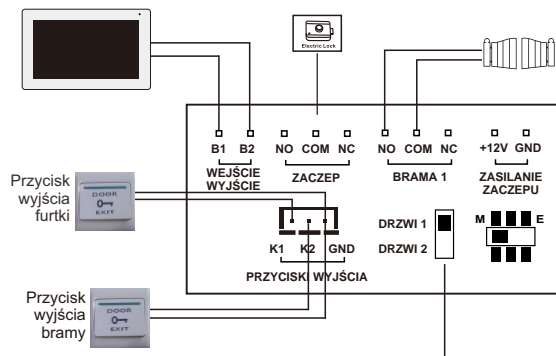 Electric Lock
B1 B2 NO COM NC NO COM NC +12V GND
WEJŚCIE
WYJŚCIE
ZACZEP
BRAMA 1
ZASILANIE
ZACZEPU
Przycisk
wyjścia
furtki
DOOR
EXIT
K1 K2 GND
PRZYCISKI WYJŚCIA
DRZWI 1
DRZWI 2
M E
Przycisk
wyjścia
bramy
DOOR
EXIT